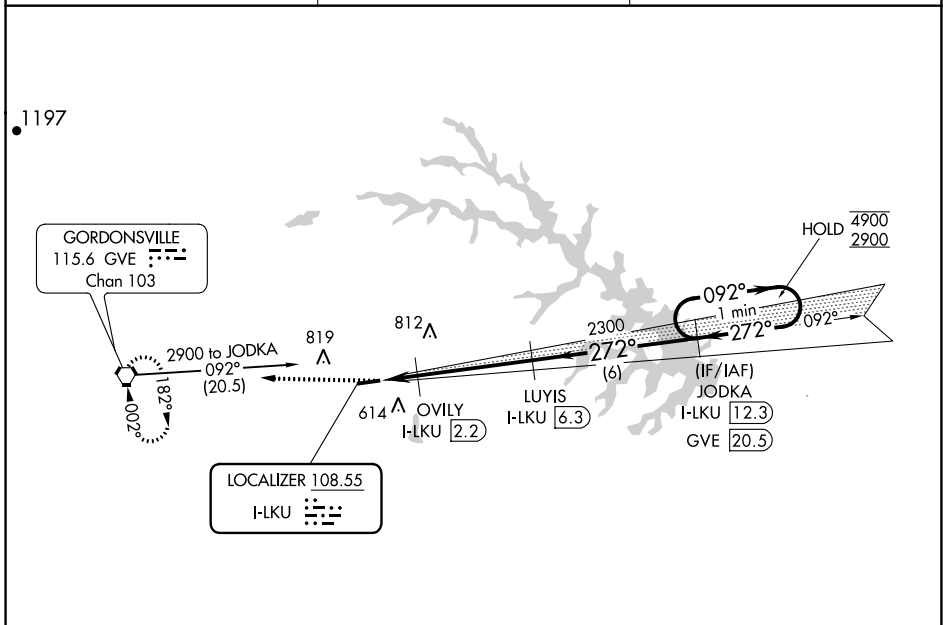 1197
GORDONSVILLE
115.6 GVE
Chan 103
HOLD 4900
2900
092°
1 min
272°
092°
812
819
2900 to JODKA
092°
(20.5)
182°
002°
2300
272°
(6)
614
OVILY
I-LKU 2.2
LUYIS
I-LKU 6.3
(IF/IAF)
JODKA
I-LKU 12.3
GVE 20.5
LOCALIZER 108.55
I-LKU